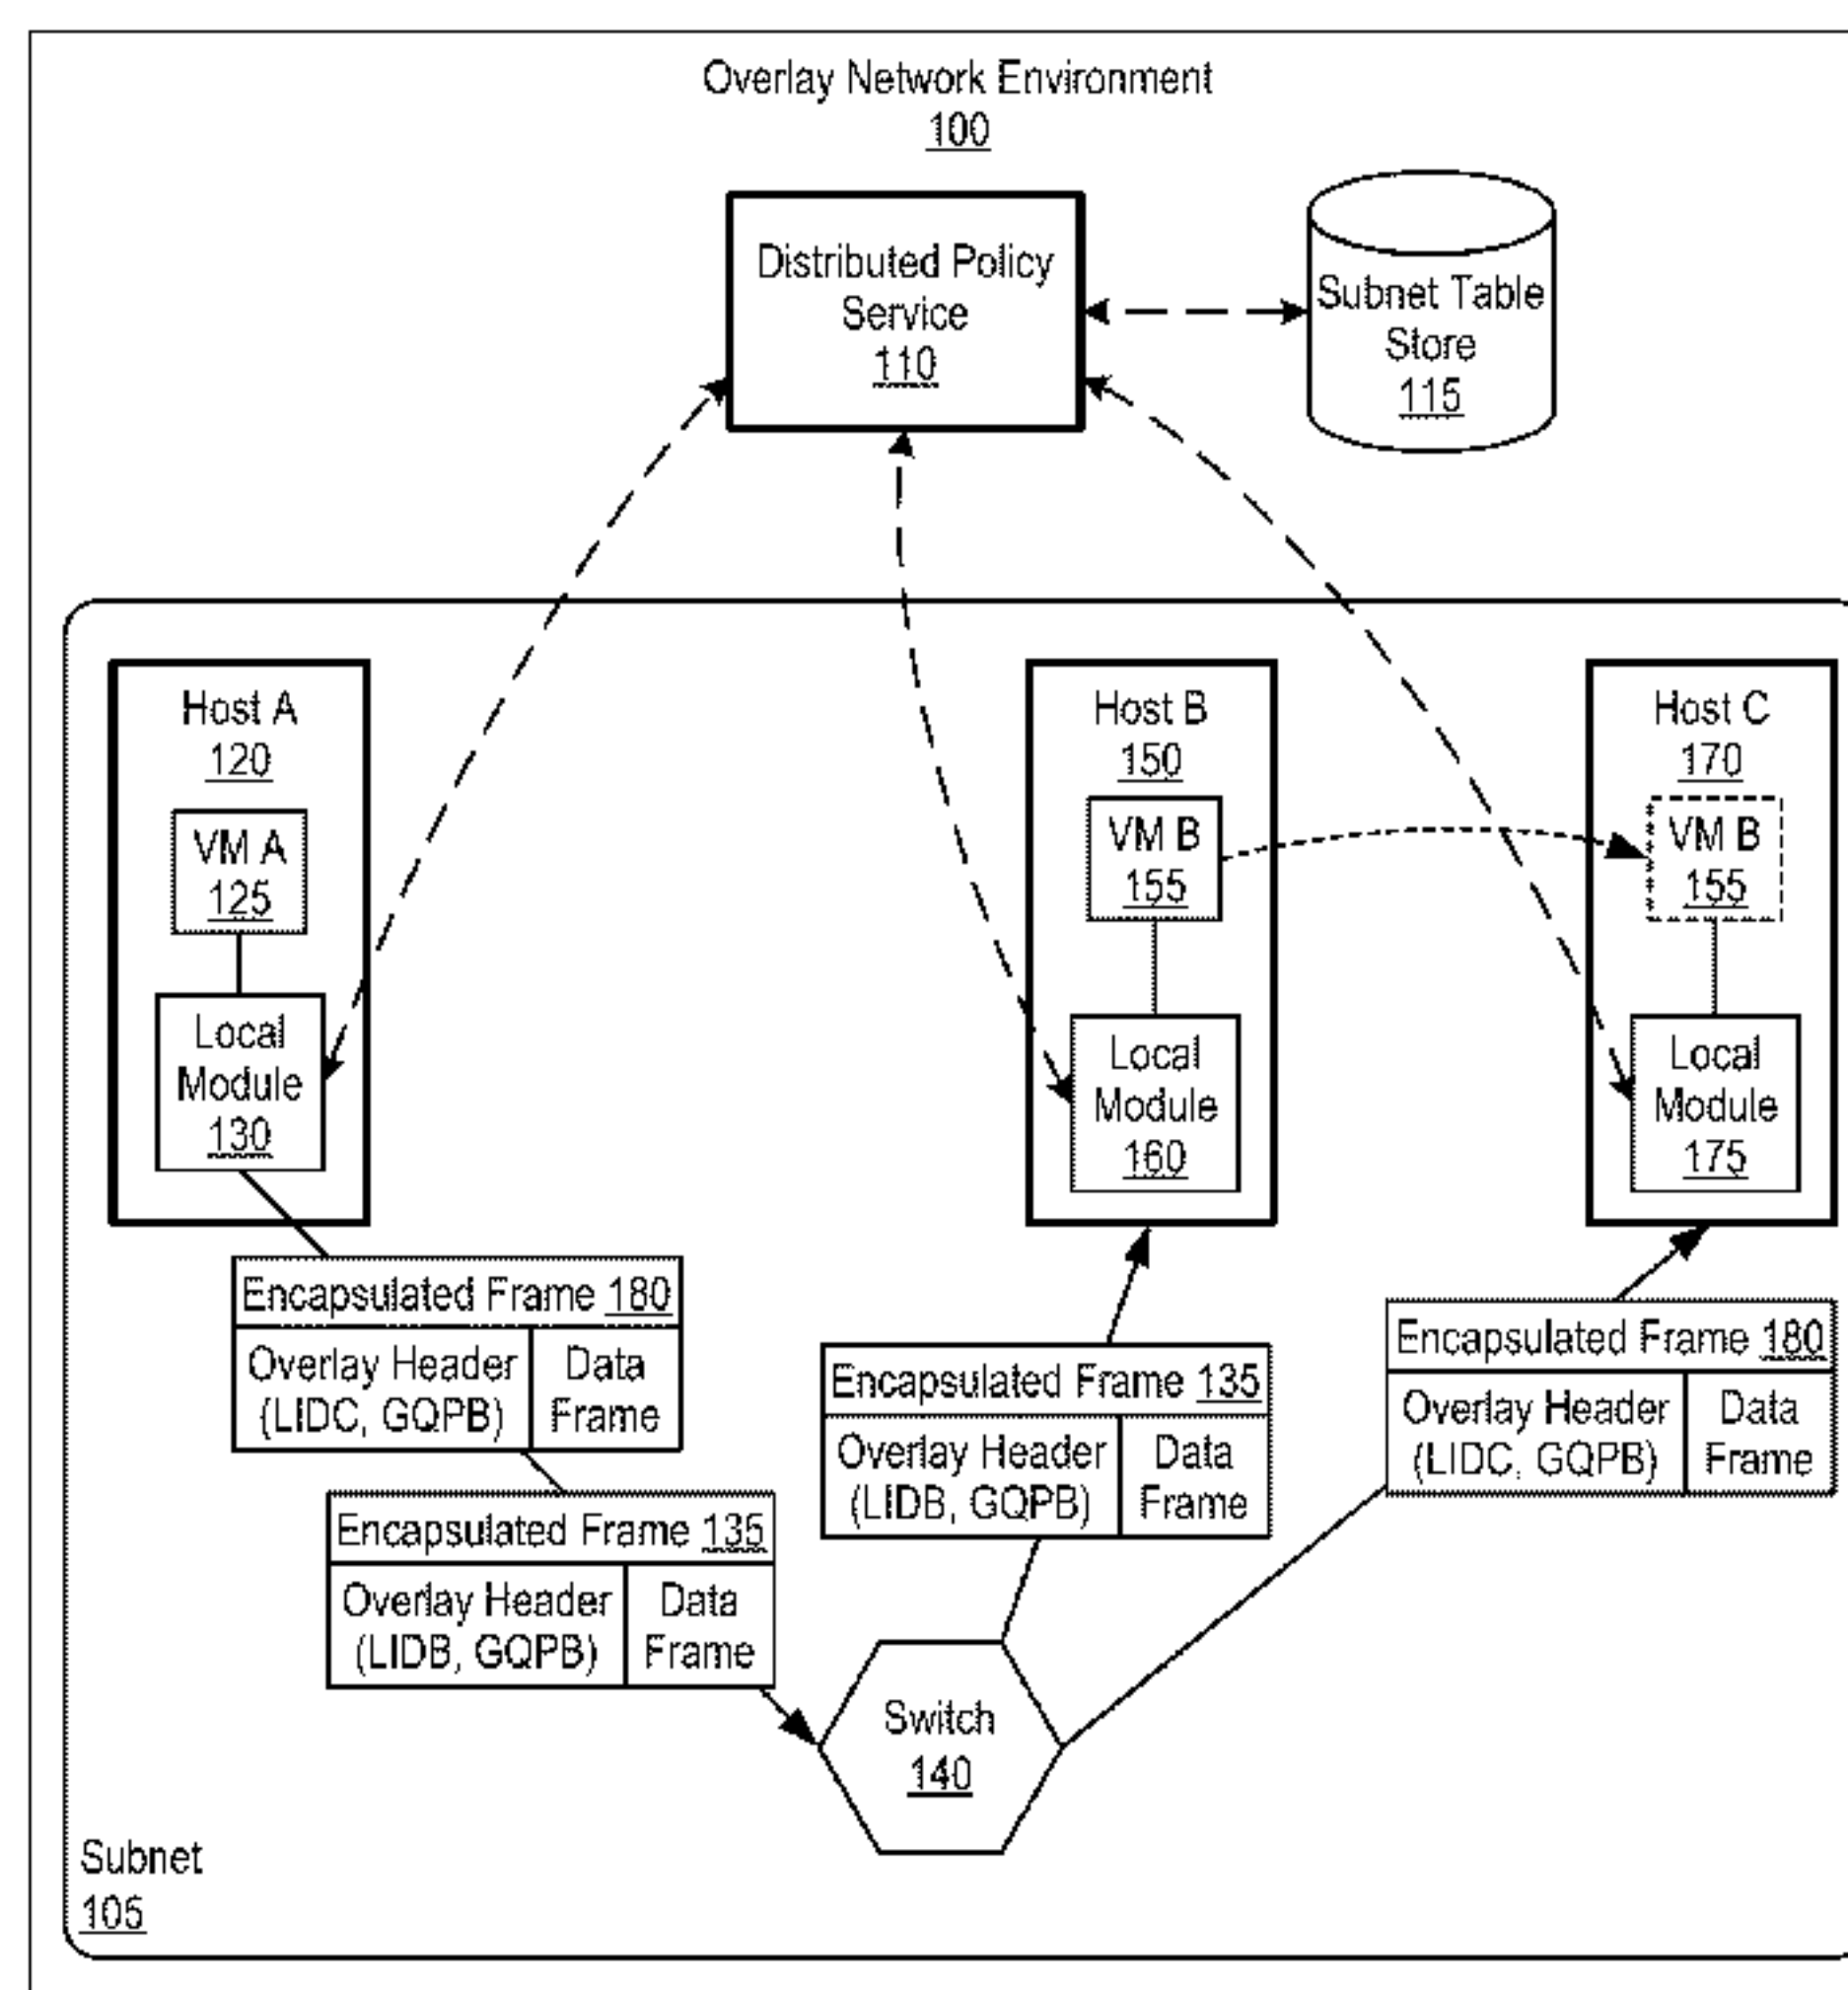 Overlay Network Environment
100
Distributed Policy
Service
110
Subnet Table
Store
115
Host A
120
VM A
125
Local
Module
130
Host B
150
VM B
155
Local
Module
160
Host C
170
VM B
155
Local
Module
175
Encapsulated Frame 180
Overlay Header
(LIDC, GQPB)
Data
Frame
Encapsulated Frame 135
Overlay Header
(LIDB, GQPB)
Data
Frame
Encapsulated Frame 135
Overlay Header
(LIDB, GQPB)
Data
Frame
Encapsulated Frame 180
Overlay Header
(LIDC, GQPB)
Data
Frame
Switch
140
Subnet
105